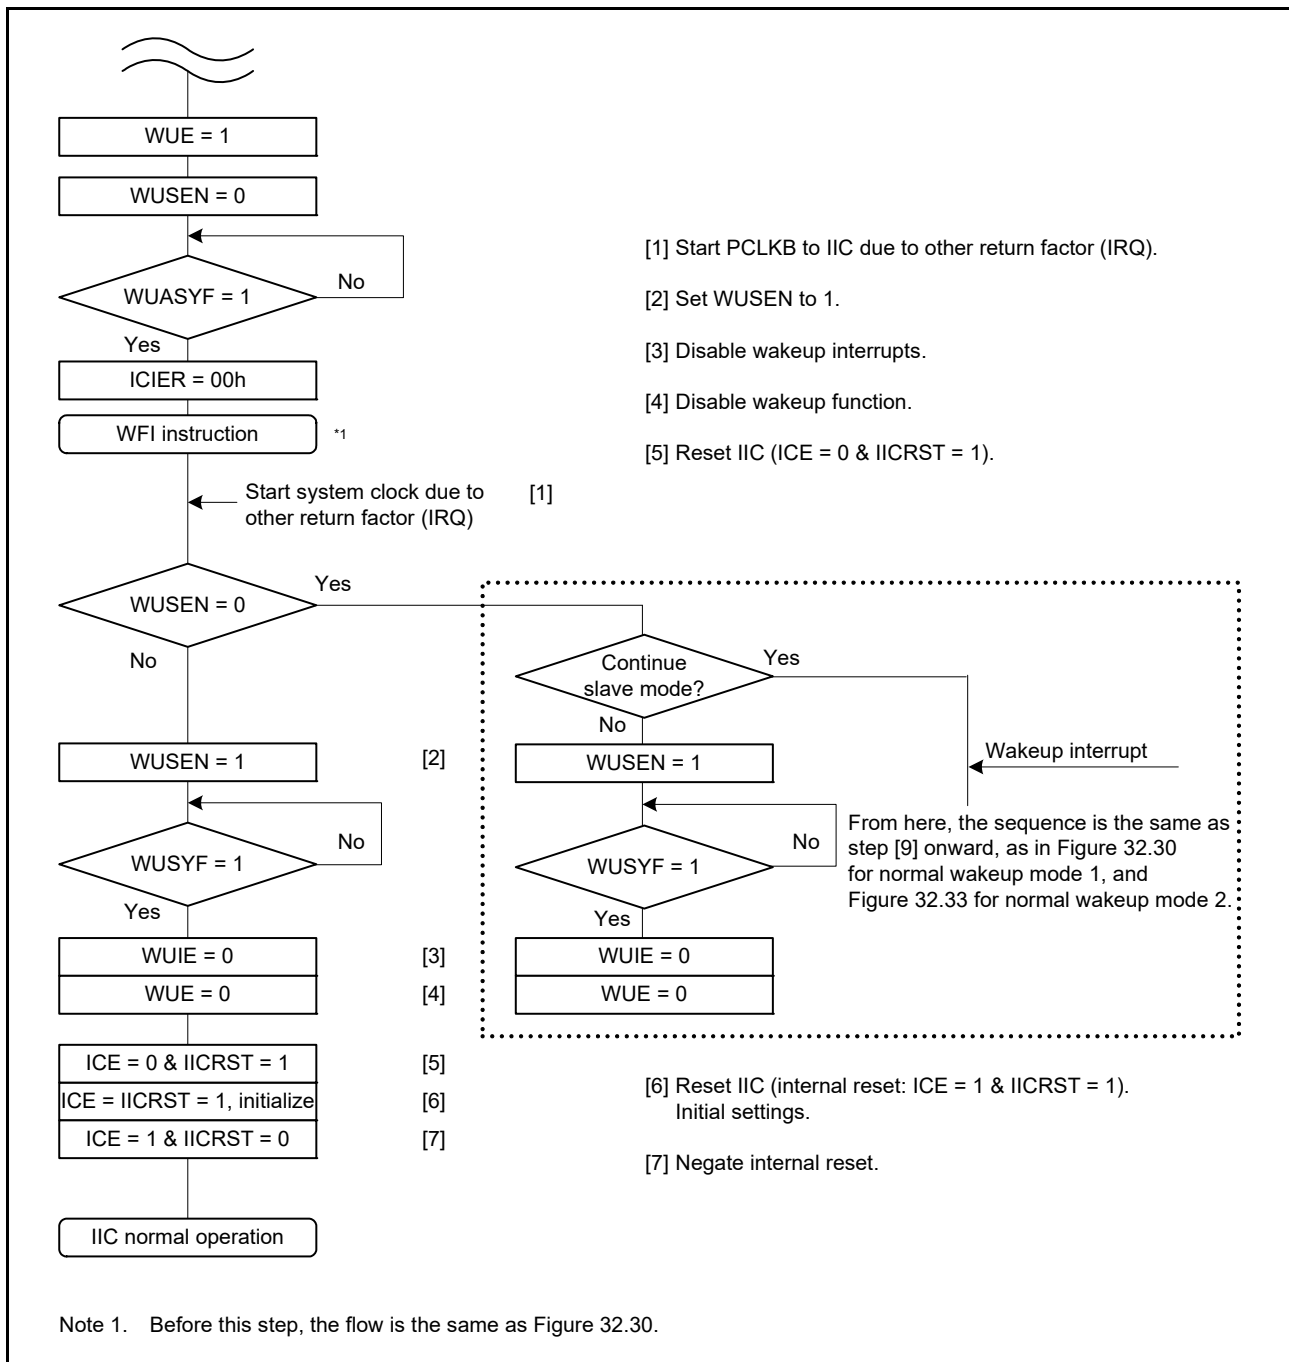 WUE = 1
WUSEN = 0
WUASYF = 1
No
Yes
ICIER = 00h
WFI instruction
*1
[1] Start PCLKB to IIC due to other return factor (IRQ).
[2] Set WUSEN to 1.
[3] Disable wakeup interrupts.
[4] Disable wakeup function.
[5] Reset IIC (ICE = 0 & IICRST = 1).
Start system clock due to
other return factor (IRQ)
[1]
WUSEN = 0
Yes
No
Continue
slave mode?
Yes
No
WUSEN = 1
[2]
WUSEN = 1
Wakeup interrupt
WUSYF = 1
No
Yes
WUSYF = 1
No
Yes
From here, the sequence is the same as
step [9] onward, as in Figure 32.30
for normal wakeup mode 1, and
Figure 32.33 for normal wakeup mode 2.
WUIE = 0
[3]
WUE = 0
[4]
WUIE = 0
WUE = 0
ICE = 0 & IICRST = 1
[5]
ICE = IICRST = 1, initialize
[6]
ICE = 1 & IICRST = 0
[7]
[6] Reset IIC (internal reset: ICE = 1 & IICRST = 1).
Initial settings.
[7] Negate internal reset.
IIC normal operation
Note 1. Before this step, the flow is the same as Figure 32.30.